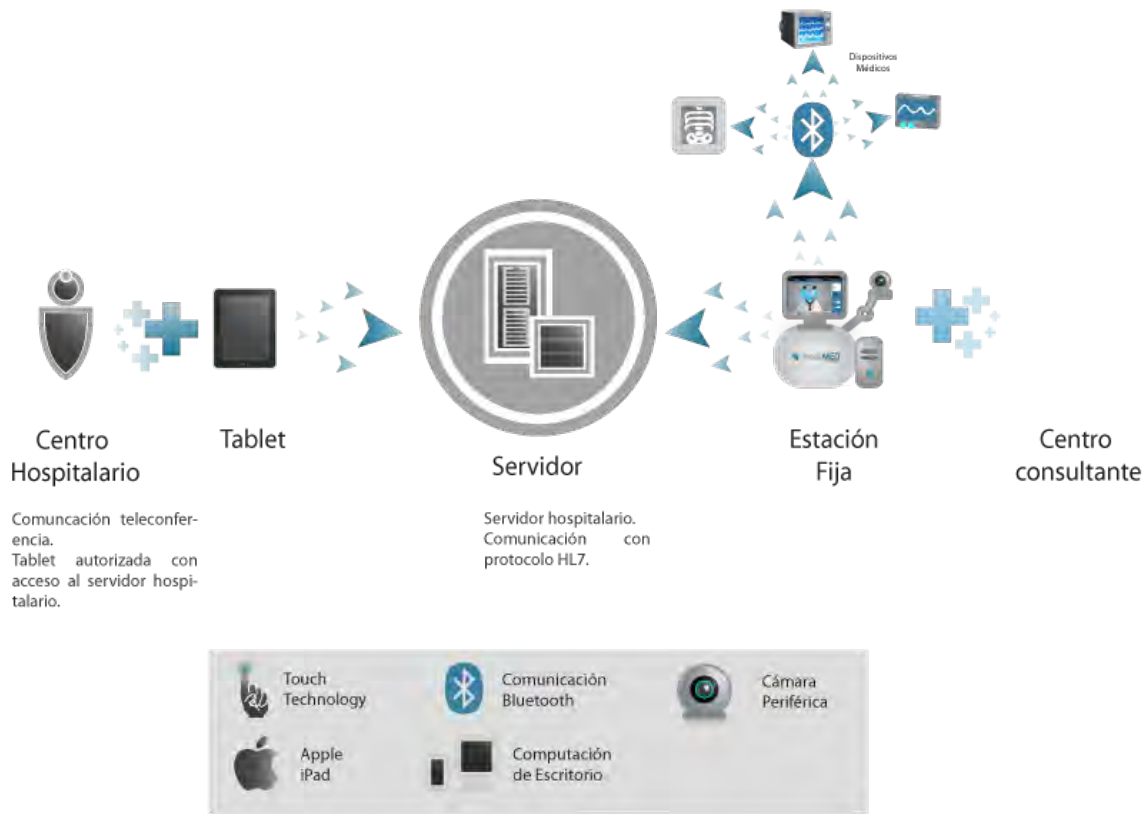 Dispositivos
Médicos
Centro
Hospitalario
Tablet
Servidor
Estación
Fija
Centro
consultante
Comuncación teleconfer-
encia.
Tablet autorizada con
acceso al servidor hospi-
talario.
Servidor hospitalario.
Comunicación con
protocolo HL7.
Touch
Technology
Comunicación
Bluetooth
Cámara
Periférica
Apple
iPad
Computación
de Escritorio